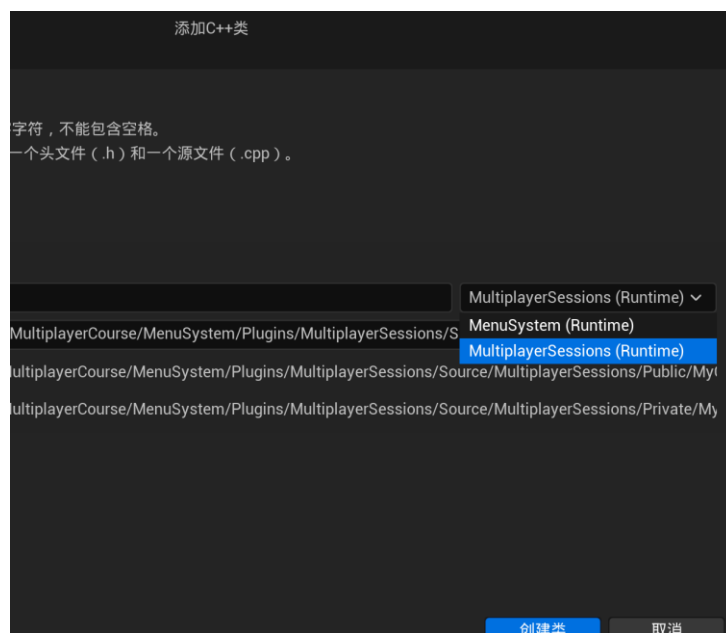 添加C++类
字符，不能包含空格。
一个头文件（.h）和一个源文件（.cpp）。
MultiplayerSessions (Runtime)
MenuSystem (Runtime)
MultiplayerCourse/MenuSystem/Plugins/MultiplayerSessions/S
MultiplayerSessions (Runtime)
ultiplayerCourse/MenuSystem/Plugins/MultiplayerSessions/Source/MultiplayerSessions/Public/My
ultiplayerCourse/MenuSystem/Plugins/MultiplayerSessions/Source/MultiplayerSessions/Private/My
创建类 取消